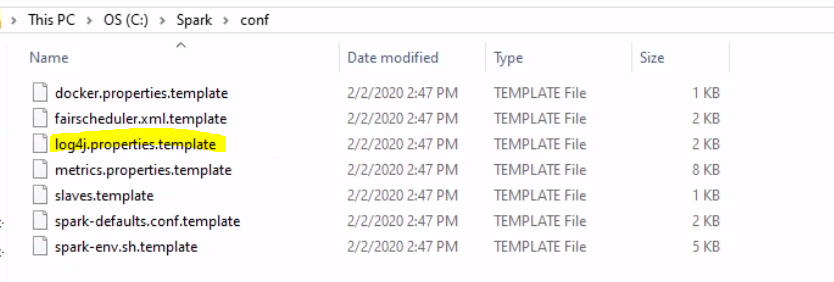 This PC > OS (C:) > Spark > conf
Name Date modified Type Size
docker.properties.template 2/2/2020 2:47 PM TEMPLATE File 1 KB
fairscheduler.xml.template 2/2/2020 2:47 PM TEMPLATE File 2 KB
log4j.properties.template 2/2/2020 2:47 PM TEMPLATE File 2 KB
metrics.properties.template 2/2/2020 2:47 PM TEMPLATE File 8 KB
slaves.template 2/2/2020 2:47 PM TEMPLATE File 1 KB
spark-defaults.conf.template 2/2/2020 2:47 PM TEMPLATE File 2 KB
spark-env.sh.template 2/2/2020 2:47 PM TEMPLATE File 5 KB